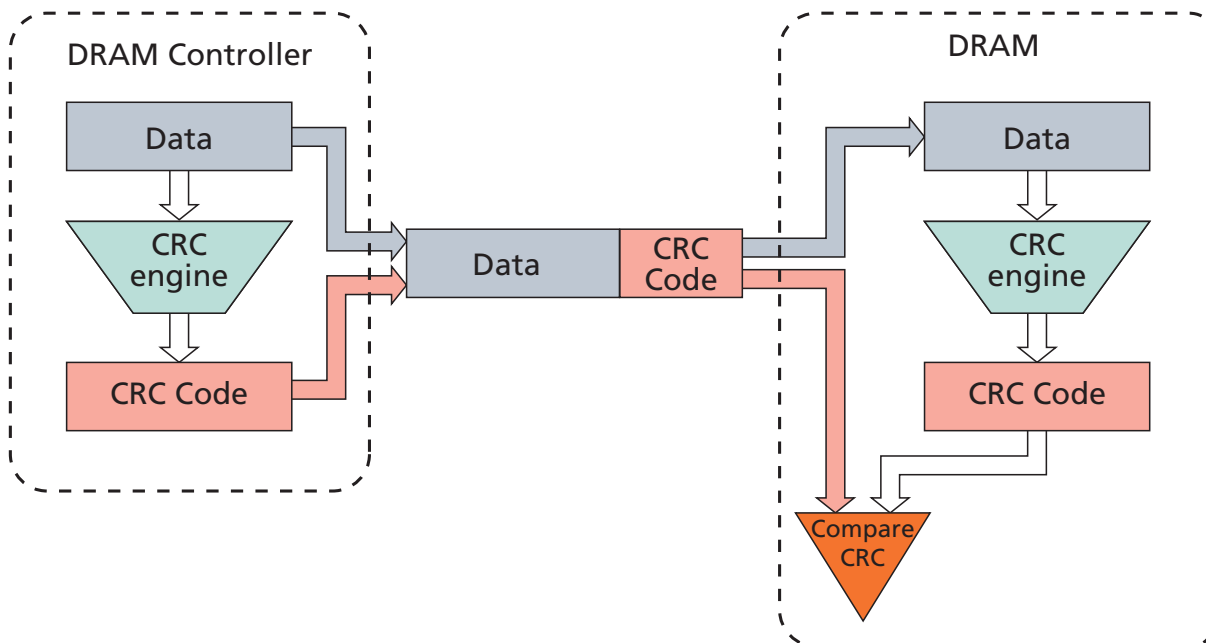 DRAM Controller
Data
CRC
engine
CRC Code
Data
CRC
Code
DRAM
Data
CRC
engine
CRC Code
Compare
CRC